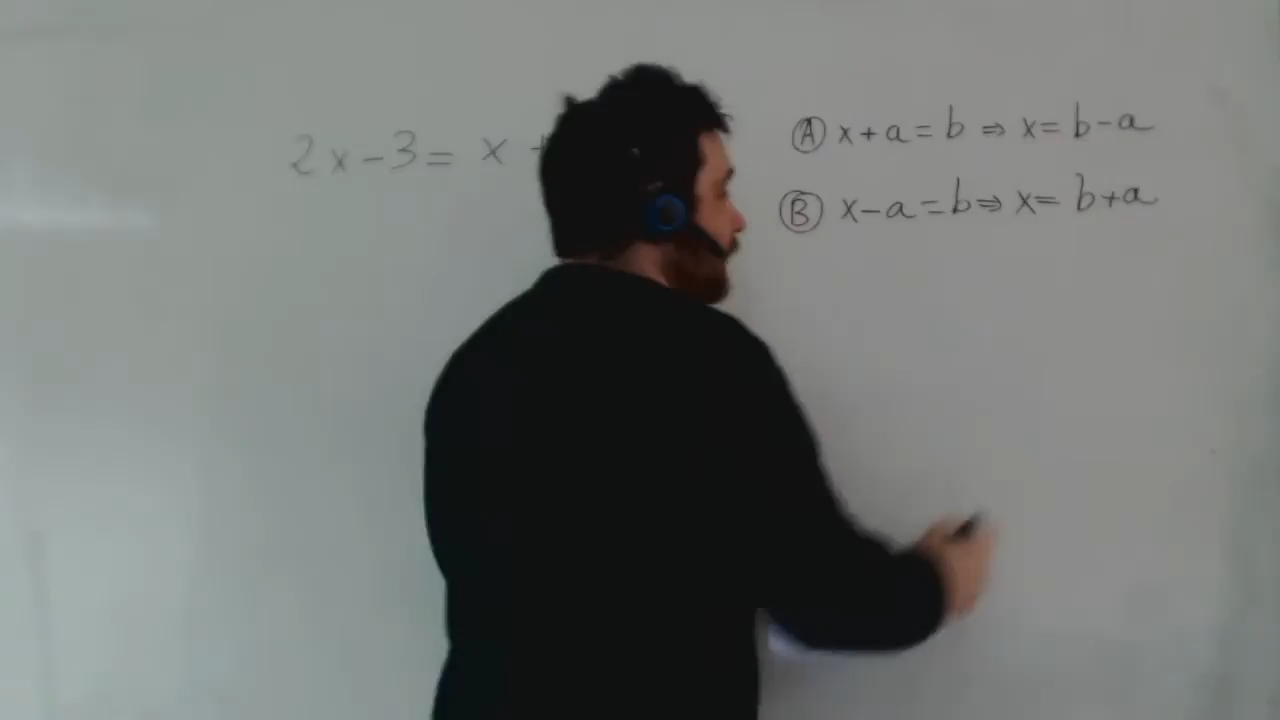 2x-3= x +
Ⓐ x+a=b ⇒ x= b-a
Ⓑ x-a=b ⇒ x= b+a